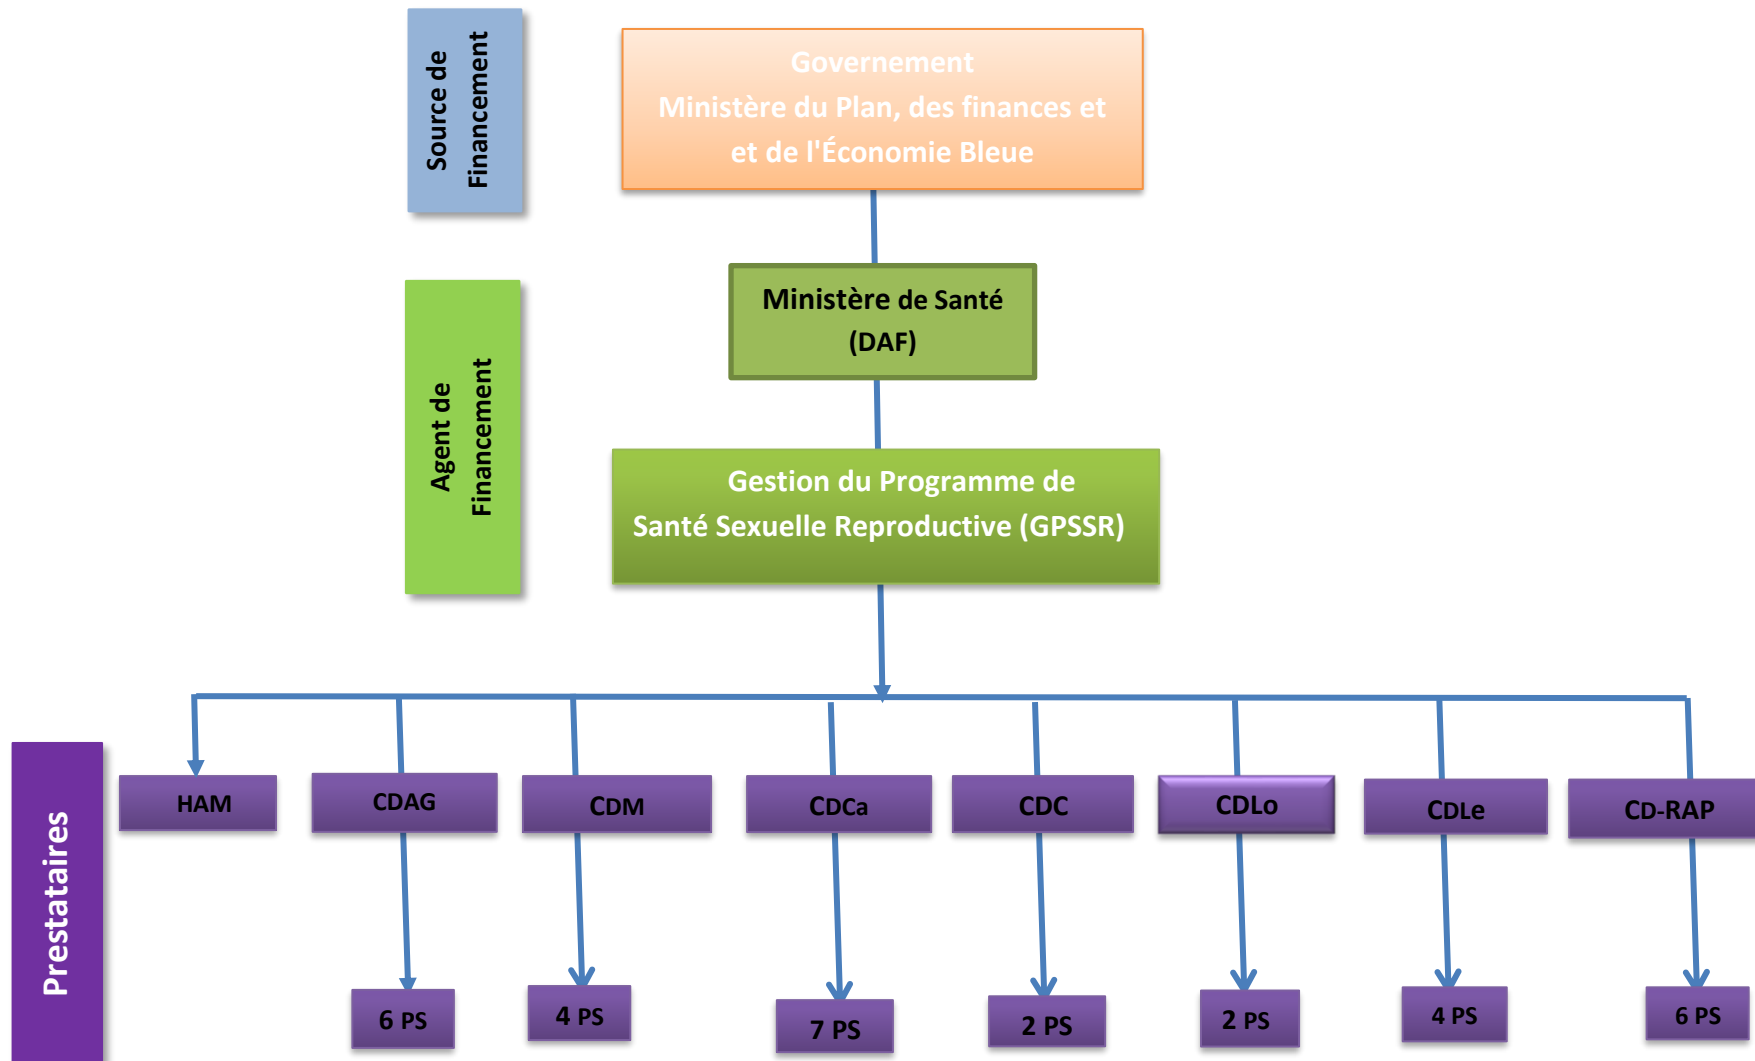 Source de
Financement
Governement
Ministère du Plan, des finances et
et de l'Économie Bleue
Agent de
Financement
Ministère de Santé
(DAF)
Gestion du Programme de
Santé Sexuelle Reproductive (GPSSR)
Prestataires
HAM
CDAG
CDM
CDCa
CDC
CDLo
CDLe
CD-RAP
6 PS
4 PS
7 PS
2 PS
2 PS
4 PS
6 PS